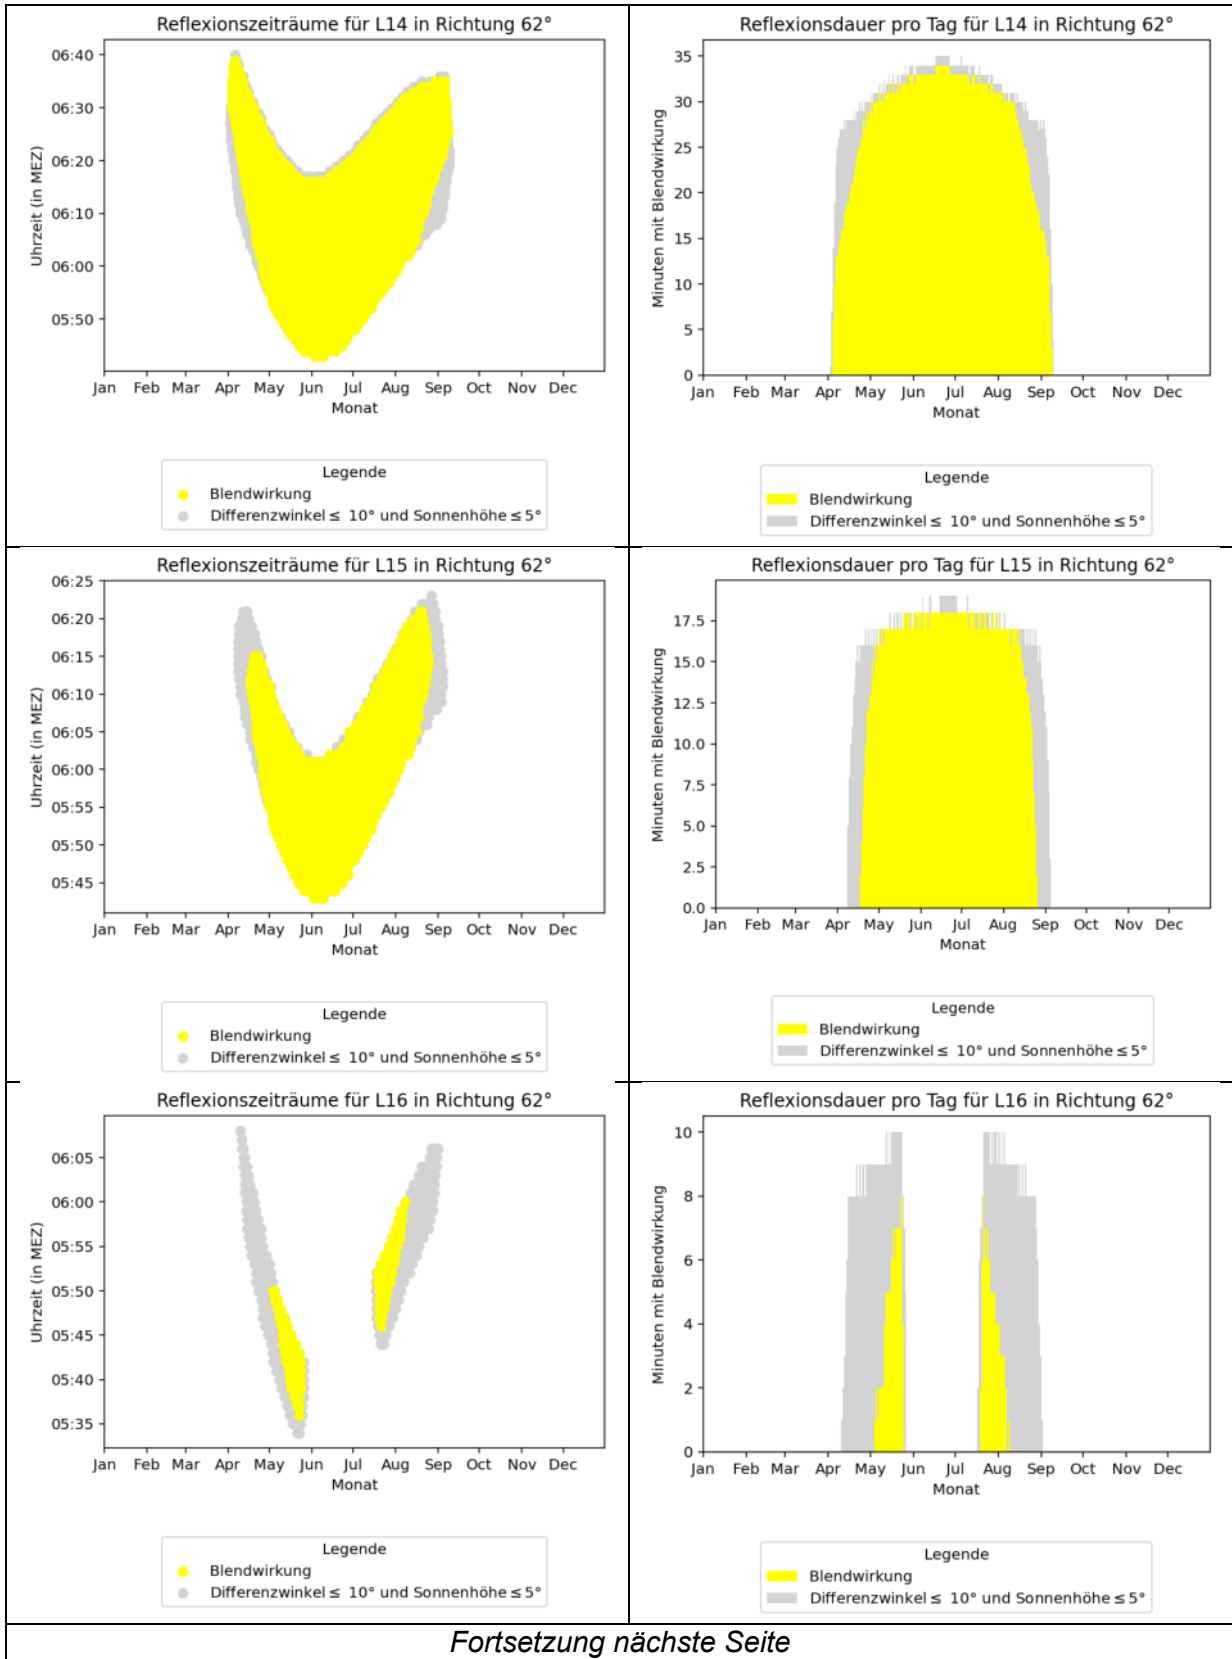 Reflexionszeiträume für L14 in Richtung 62°
Uhrzeit (in MEZ)
06:40
06:30
06:20
06:10
06:00
05:50
Jan Feb Mar Apr May Jun Jul Aug Sep Oct Nov Dec
Monat
Legende
Blendwirkung
Differenzwinkel ≤ 10° und Sonnenhöhe ≤ 5°
Reflexionsdauer pro Tag für L14 in Richtung 62°
Minuten mit Blendwirkung
35
30
25
20
15
10
5
0
Jan Feb Mar Apr May Jun Jul Aug Sep Oct Nov Dec
Monat
Legende
Blendwirkung
Differenzwinkel ≤ 10° und Sonnenhöhe ≤ 5°
Reflexionszeiträume für L15 in Richtung 62°
Uhrzeit (in MEZ)
06:25
06:20
06:15
06:10
06:05
06:00
05:55
05:50
05:45
Jan Feb Mar Apr May Jun Jul Aug Sep Oct Nov Dec
Monat
Legende
Blendwirkung
Differenzwinkel ≤ 10° und Sonnenhöhe ≤ 5°
Reflexionsdauer pro Tag für L15 in Richtung 62°
Minuten mit Blendwirkung
17.5
15.0
12.5
10.0
7.5
5.0
2.5
0.0
Jan Feb Mar Apr May Jun Jul Aug Sep Oct Nov Dec
Monat
Legende
Blendwirkung
Differenzwinkel ≤ 10° und Sonnenhöhe ≤ 5°
Reflexionszeiträume für L16 in Richtung 62°
Uhrzeit (in MEZ)
06:05
06:00
05:55
05:50
05:45
05:40
05:35
Jan Feb Mar Apr May Jun Jul Aug Sep Oct Nov Dec
Monat
Legende
Blendwirkung
Differenzwinkel ≤ 10° und Sonnenhöhe ≤ 5°
Reflexionsdauer pro Tag für L16 in Richtung 62°
Minuten mit Blendwirkung
10
8
6
4
2
0
Jan Feb Mar Apr May Jun Jul Aug Sep Oct Nov Dec
Monat
Legende
Blendwirkung
Differenzwinkel ≤ 10° und Sonnenhöhe ≤ 5°
Fortsetzung nächste Seite